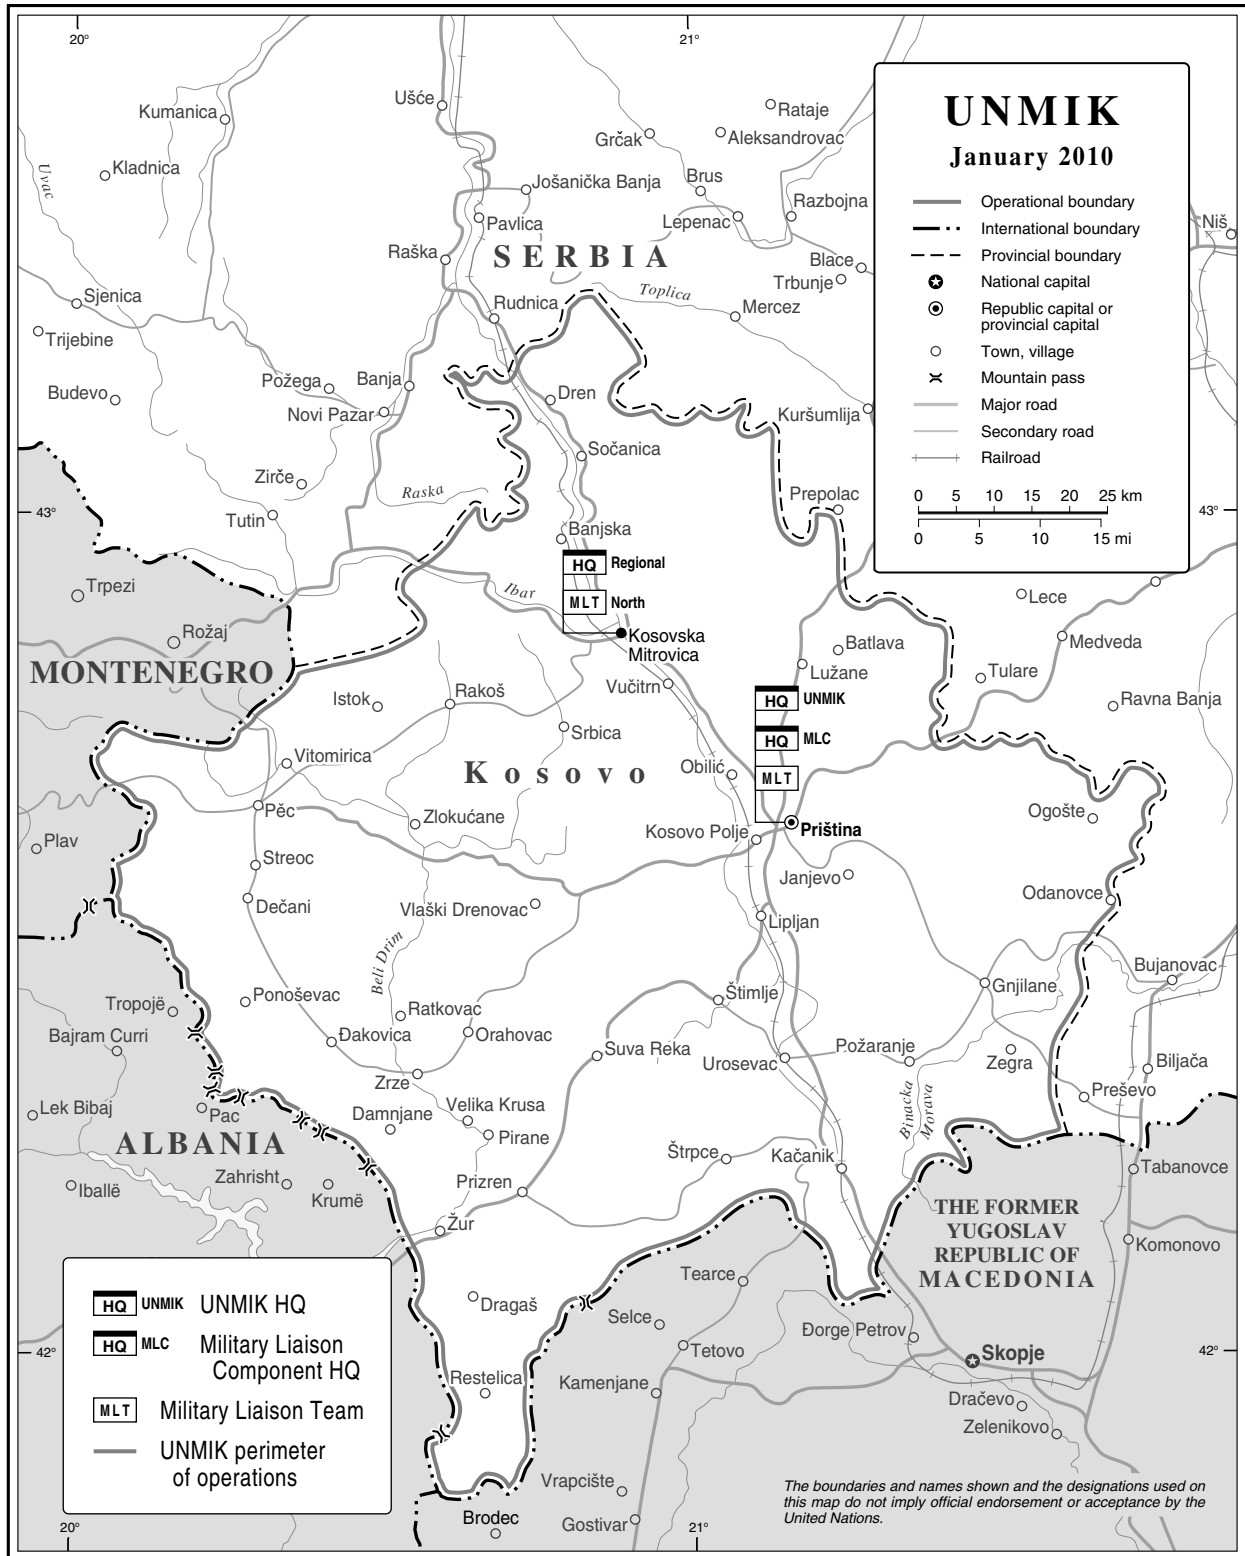 20°
21°
UNMIK
January 2010
Operational boundary
International boundary
Provincial boundary
National capital
Republic capital or
provincial capital
Town, village
Mountain pass
Major road
Secondary road
Railroad
0 5 10 15 20 25 km
0 5 10 15 mi
Ušće
Kumanica
Rataje
Grčak
Aleksandrovac
Kladnica
Uvac
Jošanička Banja
Brus
Razbojna
Pavlica
Lepenac
Niš
SERBIA
Raška
Blace
Trbunje
Toplica
Sjenica
Rudnica
Mercez
Trijebine
Požega
Banja
Budevo
Dren
Novi Pazar
Kuršumlija
Sočanica
Zirče
Raska
Prepolac
43°
43°
Tutin
Banjska
HQ Regional
MLT North
Ibar
Trpezi
Lece
Rožaj
Kosovska
Mitrovica
Batlava
Medveda
MONTENEGRO
Lužane
Tulare
Istok
Rakoš
Vučitrn
HQ UNMIK
Ravna Banja
Srbica
HQ MLC
Vitomirica
Kosovo
Obilić
MLT
Pěc
Zlokućane
Ogošte
Kosovo Polje
Priština
Plav
Streoc
Janjevo
Dečani
Vlaški Drenovac
Odanovce
Lipljan
Beli Drim
Bujanovac
Ponoševac
Štimlje
Gnjilane
Tropojë
Ratkovac
Bajram Curri
Đakovica
Orahovac
Suva Reka
Urosevac
Požaranje
Zegra
Biljača
Zrze
Binacka
Morava
Preševo
Lek Bibaj
Pac
Damnjane
Velika Krusa
ALBANIA
Pirane
Štrpce
Kačanik
Tabanovce
Iballë
Zahrisht
Krumë
Prizren
THE FORMER
YUGOSLAV
REPUBLIC OF
MACEDONIA
Žur
Komonovo
Tearce
HQ UNMIK UNMIK HQ
HQ MLC Military Liaison
Component HQ
MLT Military Liaison Team
UNMIK perimeter
of operations
Dragaš
Selce
Đorge Petrov
42°
42°
Tetovo
Skopje
Restelica
Kamenjane
Dračevo
Zelenikovo
Vrapcište
Brodec
Gostivar
The boundaries and names shown and the designations used on
this map do not imply official endorsement or acceptance by the
United Nations.
20°
21°